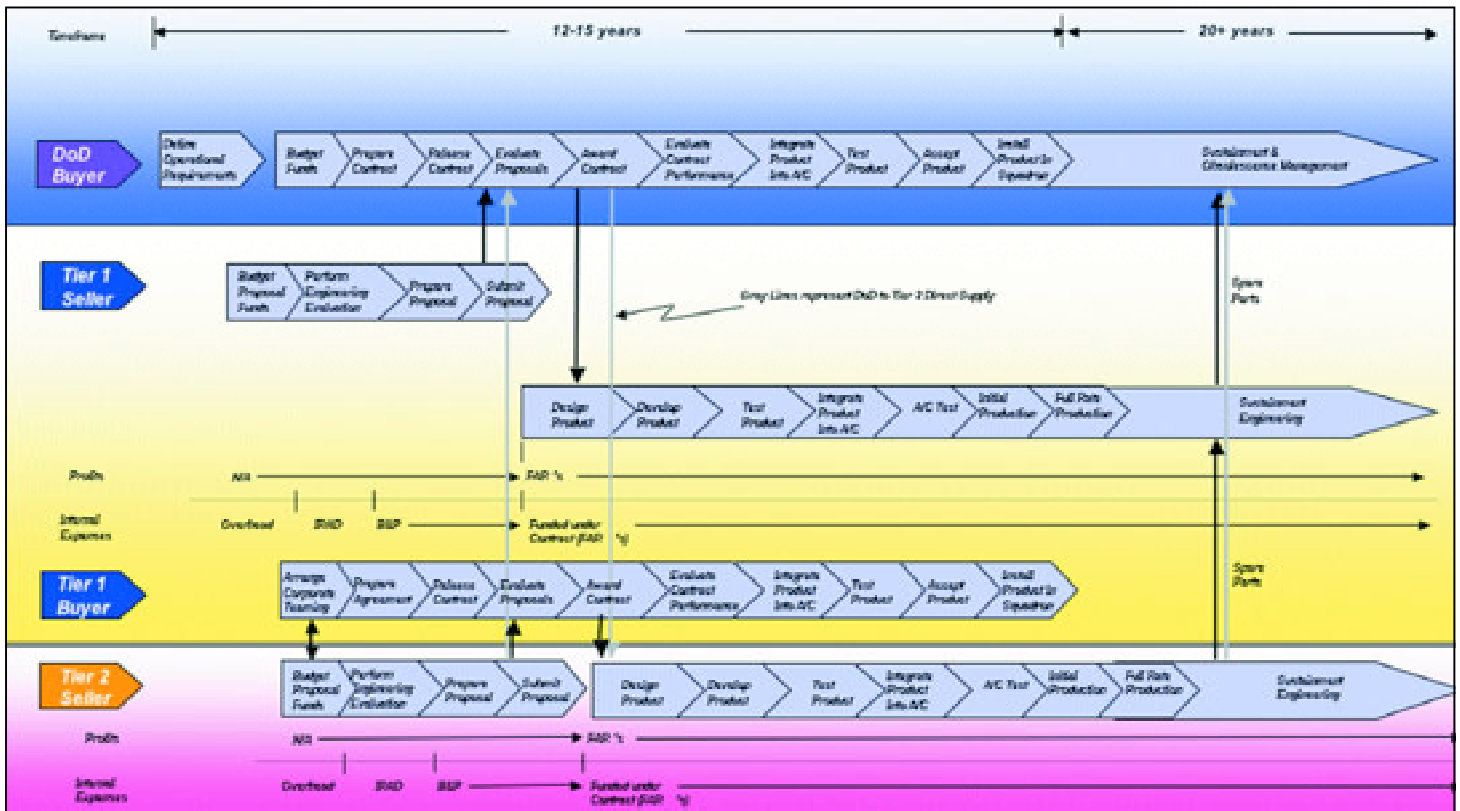 Timeframe
12-15 years
20+ years
DoD
Buyer
Define
Operational
Requirements
Budget
Funds
Prepare
Contract
Release
Contract
Evaluate
Proposals
Award
Contract
Evaluate
Contract
Performance
Integrate
Product
Into A/C
Test
Product
Accept
Product
Install
Product In
Squadron
Sustainment &
Obsolescence Management
Tier 1
Seller
Budget
Proposal
Funds
Perform
Engineering
Evaluation
Prepare
Proposal
Submit
Proposal
Gray Lines represent DoD to Tier 2 Direct Supply
Spare
Parts
Design
Product
Develop
Product
Test
Product
Integrate
Product
Into A/C
A/C Test
Initial
Production
Full Rate
Production
Sustainment
Engineering
Profits
N/A
FAR
Internal
Expenses
Overhead
IRAD
B&P
Funded under
Contract (FAR
Tier 1
Buyer
Arrange
Corporate
Teaming
Prepare
Agreement
Release
Contract
Evaluate
Proposals
Award
Contract
Evaluate
Contract
Performance
Integrate
Product
Into A/C
Test
Product
Accept
Product
Install
Product In
Squadron
Spare
Parts
Tier 2
Seller
Budget
Proposal
Funds
Perform
Engineering
Evaluation
Prepare
Proposal
Submit
Proposal
Design
Product
Develop
Product
Test
Product
Integrate
Product
Into A/C
A/C Test
Initial
Production
Full Rate
Production
Sustainment
Engineering
Profits
N/A
FAR
Internal
Expenses
Overhead
IRAD
B&P
Funded under
Contract (FAR